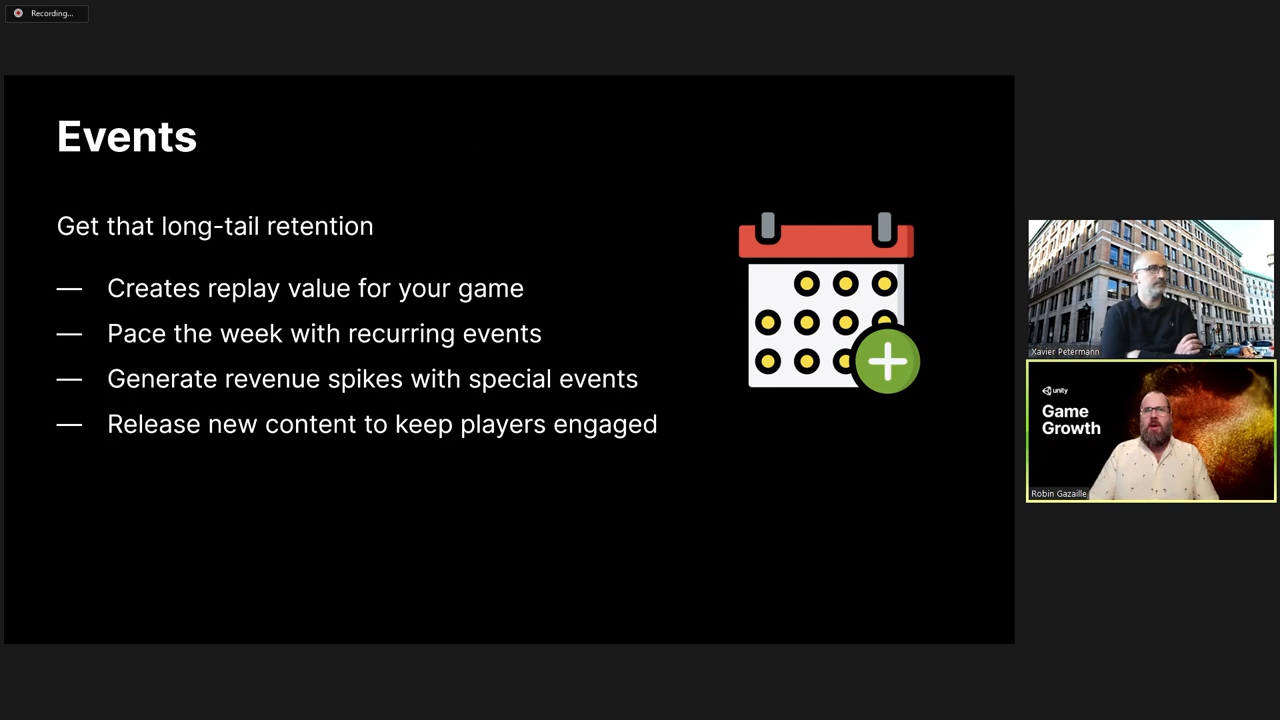 Recording...
Events
Get that long-tail retention
— Creates replay value for your game
— Pace the week with recurring events
— Generate revenue spikes with special events
— Release new content to keep players engaged
Xavier Petermann
unity
Game
Growth
Robin Gazaille